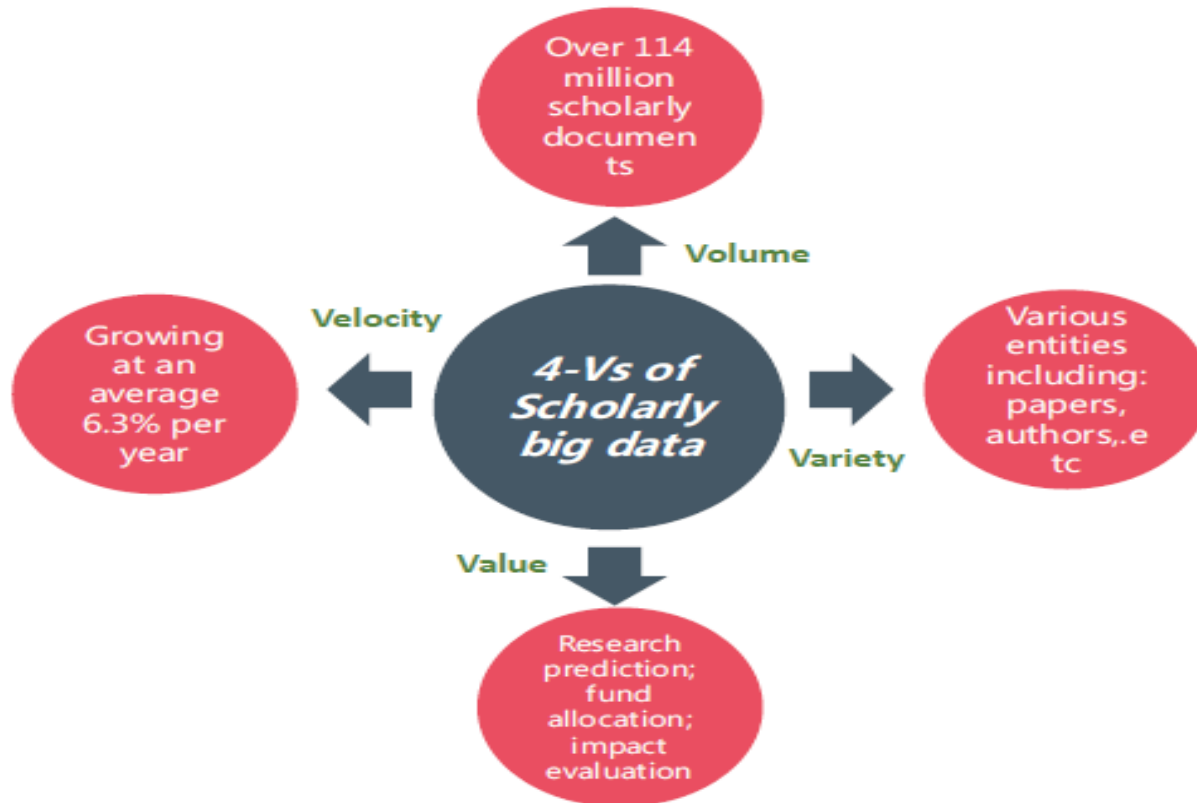 Over 114
million
scholarly
documen
ts
Volume
Velocity
Growing
at an
average
6.3% per
year
4-Vs of
Scholarly
big data
Various
entities
including:
papers,
authors,.e
tc
Variety
Value
Research
prediction;
fund
allocation;
impact
evaluation